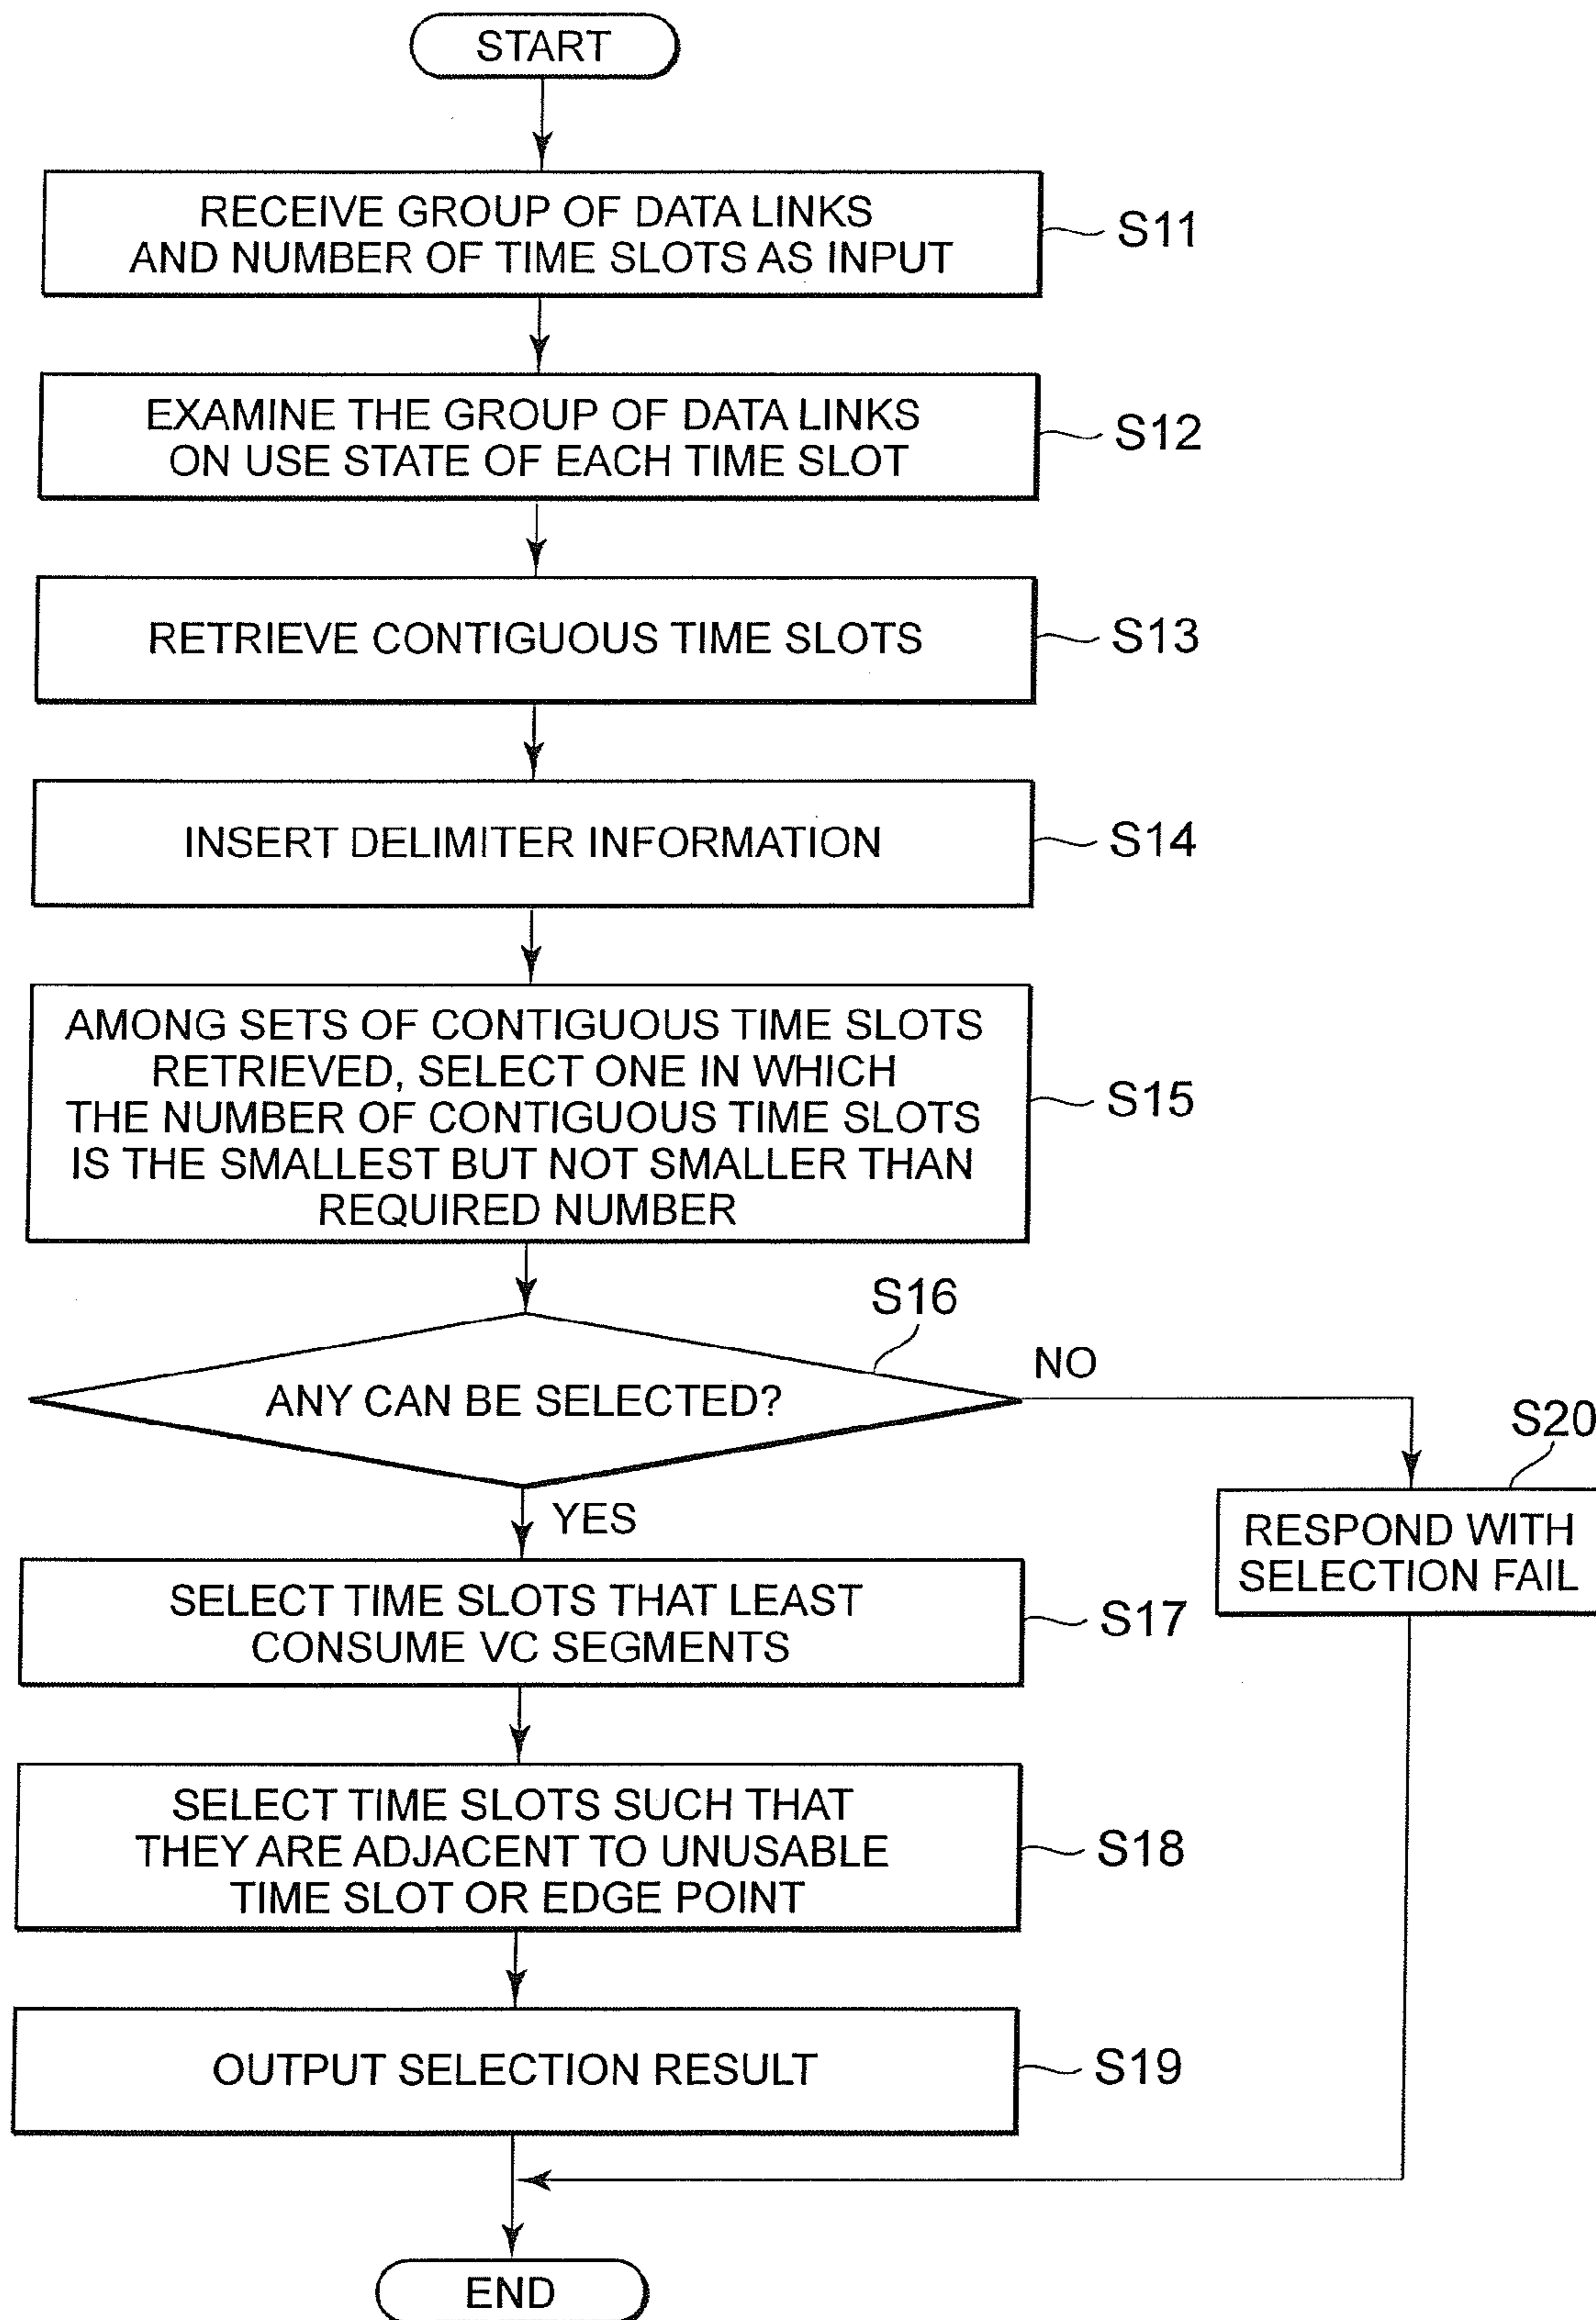 START
RECEIVE GROUP OF DATA LINKS
AND NUMBER OF TIME SLOTS AS INPUT
S11
EXAMINE THE GROUP OF DATA LINKS
ON USE STATE OF EACH TIME SLOT
S12
RETRIEVE CONTIGUOUS TIME SLOTS
S13
INSERT DELIMITER INFORMATION
S14
AMONG SETS OF CONTIGUOUS TIME SLOTS
RETRIEVED, SELECT ONE IN WHICH
THE NUMBER OF CONTIGUOUS TIME SLOTS
IS THE SMALLEST BUT NOT SMALLER THAN
REQUIRED NUMBER
S15
S16
ANY CAN BE SELECTED?
NO
YES
S20
RESPOND WITH
SELECTION FAIL
SELECT TIME SLOTS THAT LEAST
CONSUME VC SEGMENTS
S17
SELECT TIME SLOTS SUCH THAT
THEY ARE ADJACENT TO UNUSABLE
TIME SLOT OR EDGE POINT
S18
OUTPUT SELECTION RESULT
S19
END